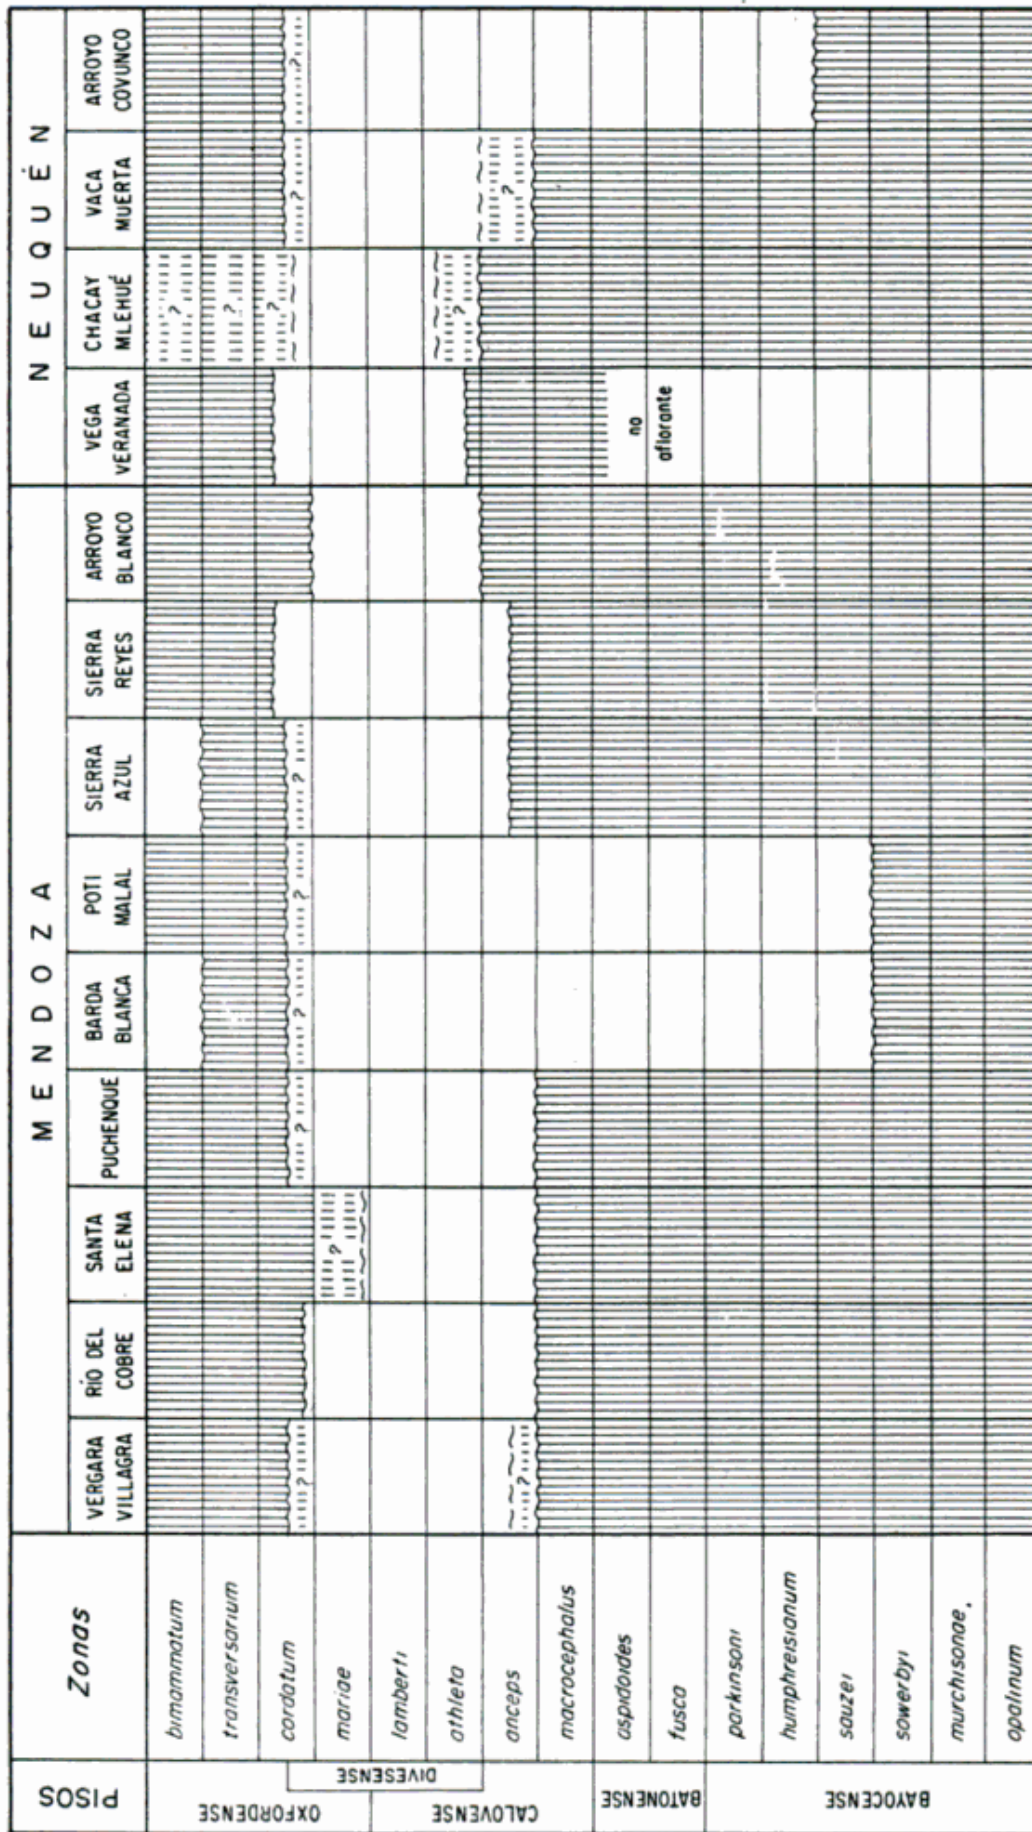 PISOS
Zonas
MENDOZA
NEUQUÉN
VERGARA
VILLAGRA
RÍO DEL
COBRE
SANTA
ELENA
PUCHENQUE
BARDA
BLANCA
POTI
MALAL
SIERRA
AZUL
SIERRA
REYES
ARROYO
BLANCO
VEGA
VERANADA
CHACAY
MLEHUÉ
VACA
MUERTA
ARROYO
COVUNCO
OXFORDENSE
DIVESENSE
CALOVENSE
BATONENSE
BAYOCENSE
bimammatum
transversarium
cordatum
mariae
lamberti
athleta
anceps
macrocephalus
aspidoides
fusca
parkinsoni
humphreisianum
sauzei
sowerbyi
murchisonae.
opalinum
?
?
?
?
?
?
?
?
?
?
?
?
?
?
no
aflorante